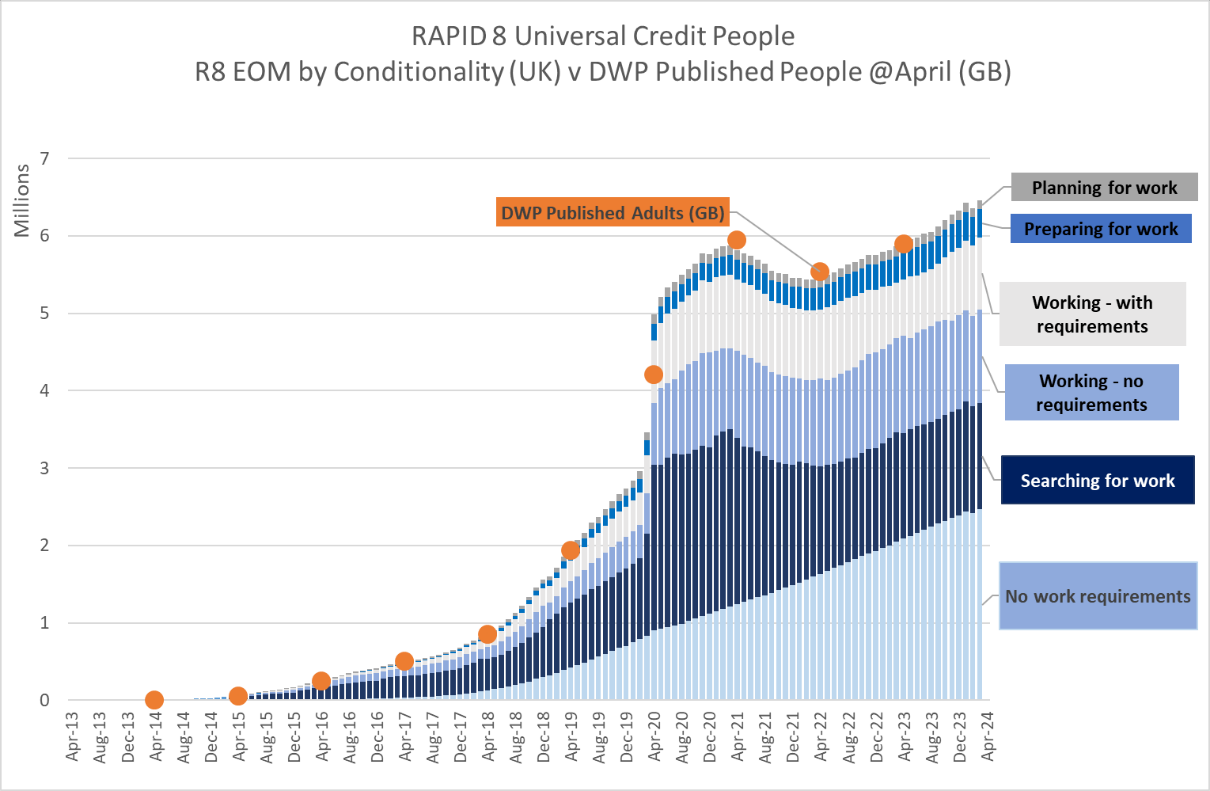 RAPID 8 Universal Credit People
R8 EOM by Conditionality (UK) v DWP Published People @April (GB)
Millions
7
6
5
4
3
2
1
0
DWP Published Adults (GB)
Planning for work
Preparing for work
Working - with
requirements
Working - no
requirements
Searching for work
No work requirements
Apr-13
Aug-13
Dec-13
Apr-14
Aug-14
Dec-14
Apr-15
Aug-15
Dec-15
Apr-16
Aug-16
Dec-16
Apr-17
Aug-17
Dec-17
Apr-18
Aug-18
Dec-18
Apr-19
Aug-19
Dec-19
Apr-20
Aug-20
Dec-20
Apr-21
Aug-21
Dec-21
Apr-22
Aug-22
Dec-22
Apr-23
Aug-23
Dec-23
Apr-24